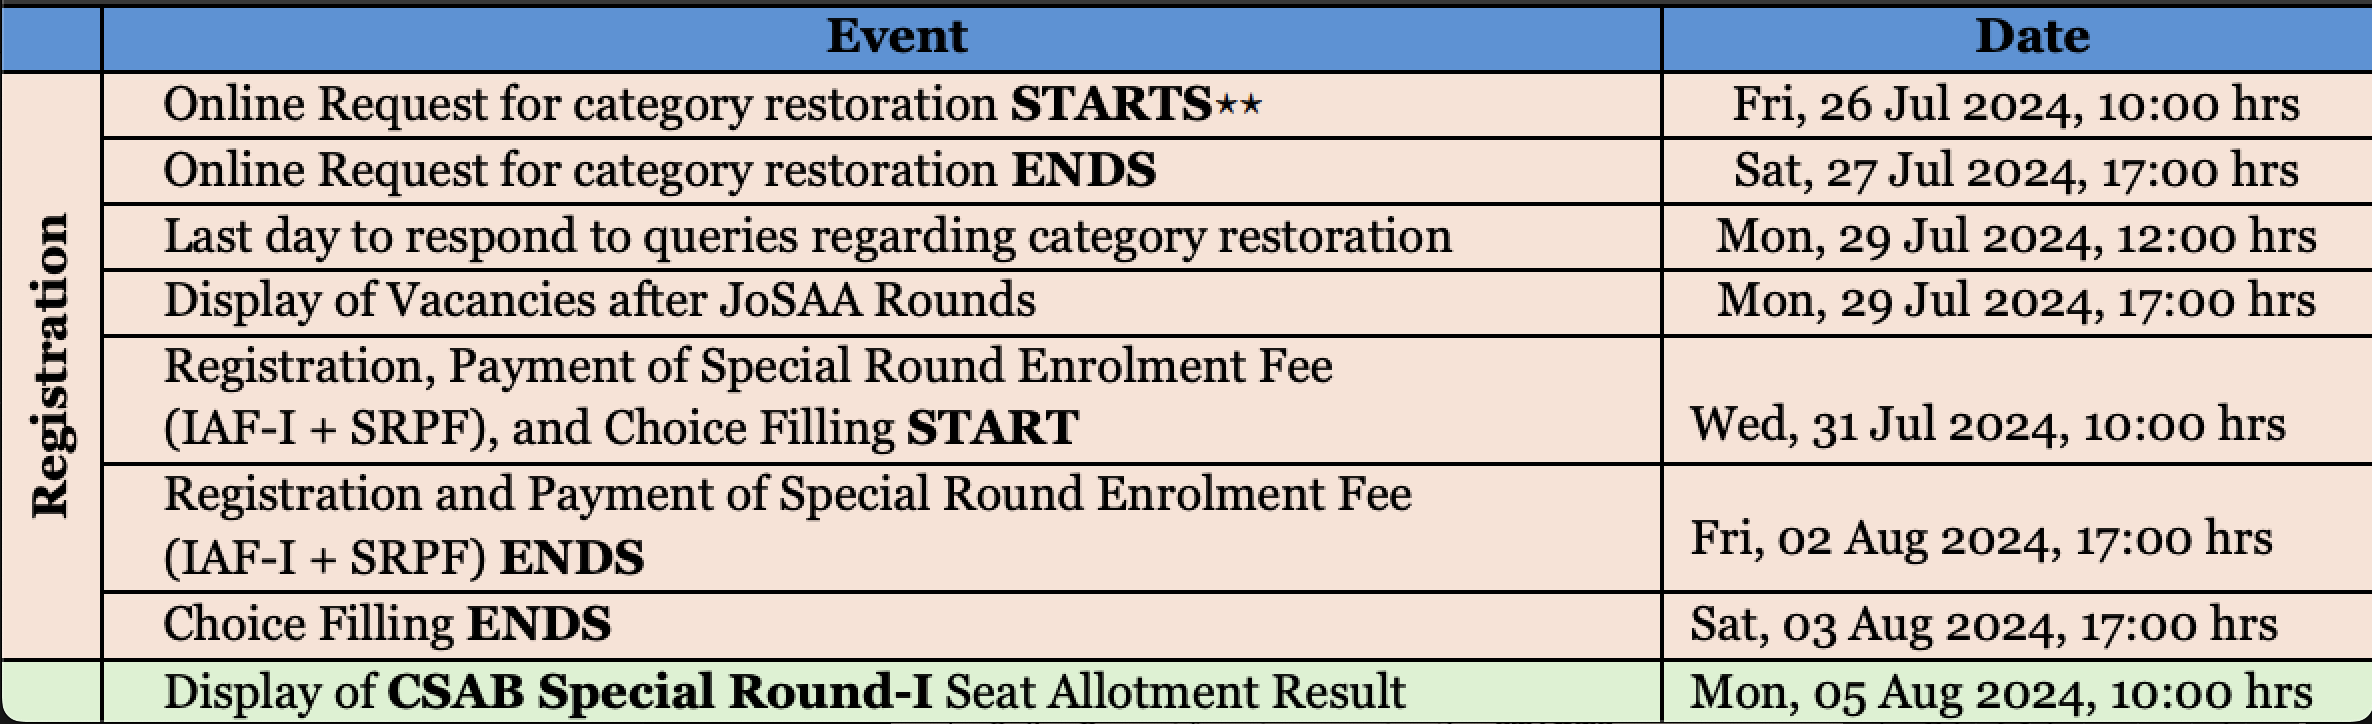 Event Date
Registration
Online Request for category restoration STARTS★★ Fri, 26 Jul 2024, 10:00 hrs
Online Request for category restoration ENDS Sat, 27 Jul 2024, 17:00 hrs
Last day to respond to queries regarding category restoration Mon, 29 Jul 2024, 12:00 hrs
Display of Vacancies after JoSAA Rounds Mon, 29 Jul 2024, 17:00 hrs
Registration, Payment of Special Round Enrolment Fee
(IAF-I + SRPF), and Choice Filling START Wed, 31 Jul 2024, 10:00 hrs
Registration and Payment of Special Round Enrolment Fee
(IAF-I + SRPF) ENDS Fri, 02 Aug 2024, 17:00 hrs
Choice Filling ENDS Sat, 03 Aug 2024, 17:00 hrs
Display of CSAB Special Round-I Seat Allotment Result Mon, 05 Aug 2024, 10:00 hrs